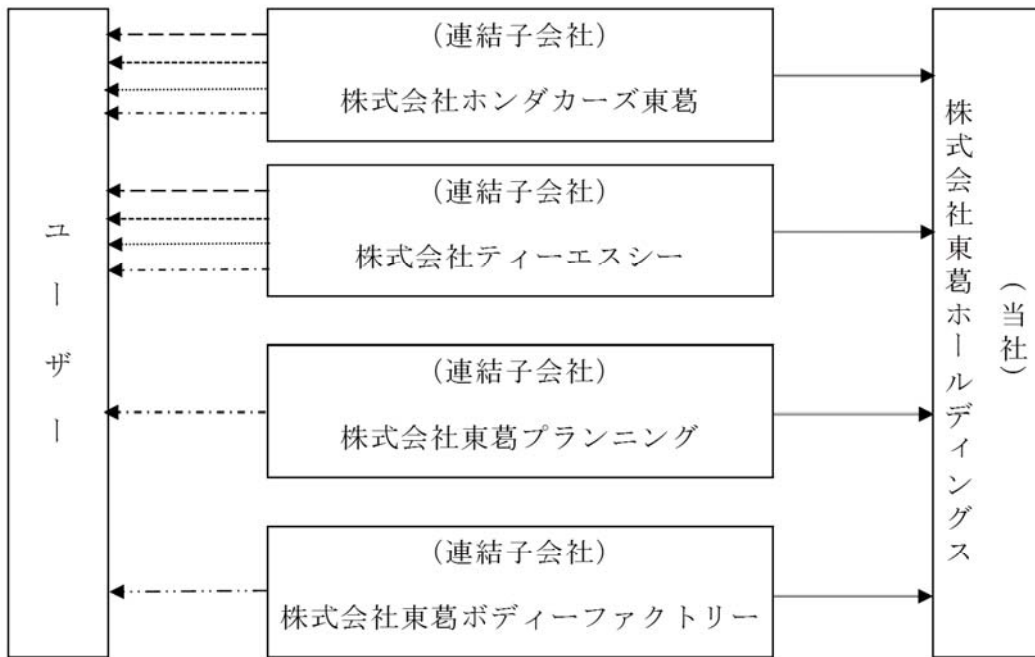 ユーザー
(連結子会社)
株式会社ホンダカーズ東葛
(連結子会社)
株式会社ティーエスシー
(連結子会社)
株式会社東葛プランニング
(連結子会社)
株式会社東葛ボディーファクトリー
(当社)
株式会社東葛ホールディングス